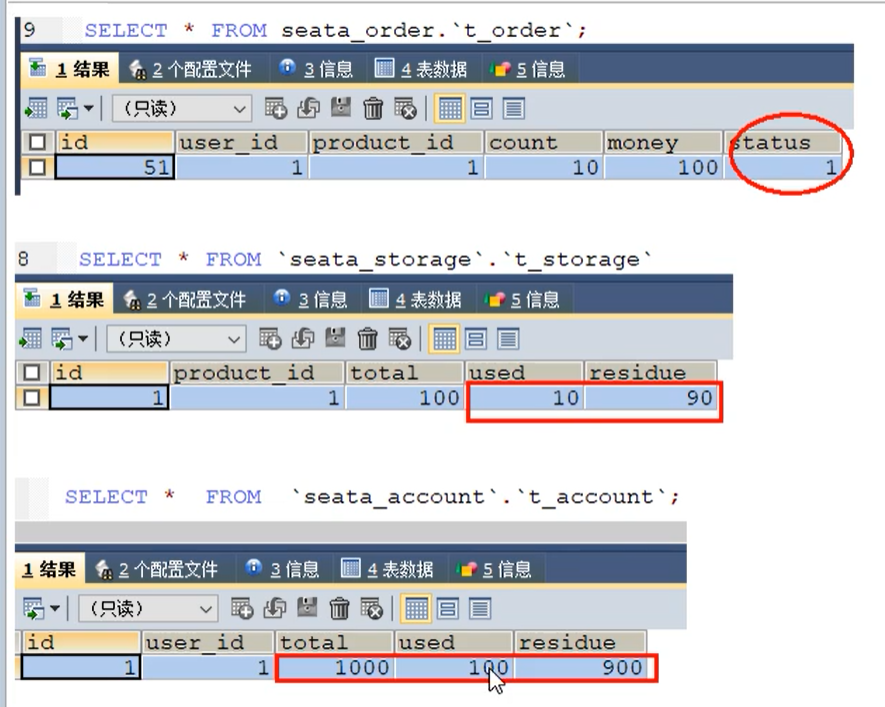 9 SELECT * FROM seata_order.`t_order`;
1 结果 2 个配置文件 3 信息 4 表数据 5 信息
（只读）
id user_id product_id count money status
51 1 1 10 100 1
8 SELECT * FROM `seata_storage`.`t_storage`
1 结果 2 个配置文件 3 信息 4 表数据 5 信息
（只读）
id product_id total used residue
1 1 100 10 90
SELECT * FROM `seata_account`.`t_account`;
1 结果 2 个配置文件 3 信息 4 表数据 5 信息
（只读）
id user_id total used residue
1 1 1000 100 900